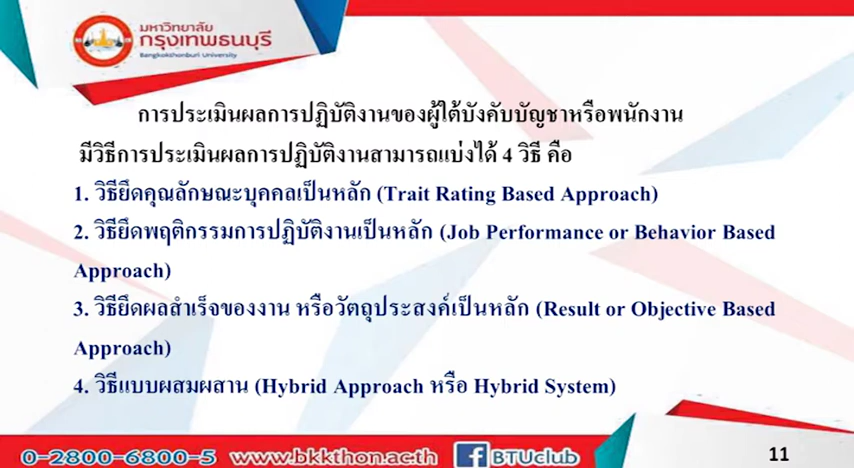 มหาวิทยาลัย
กรุงเทพธนบุรี
Bangkokthonburi University
การประเมินผลการปฏิบัติงานของผู้ใต้บังคับบัญชาหรือพนักงาน
มีวิธีการประเมินผลการปฏิบัติงานสามารถแบ่งได้ 4 วิธี คือ
1. วิธียึดคุณลักษณะบุคคลเป็นหลัก (Trait Rating Based Approach)
2. วิธียึดพฤติกรรมการปฏิบัติงานเป็นหลัก (Job Performance or Behavior Based
Approach)
3. วิธียึดผลสำเร็จของงาน หรือวัตถุประสงค์เป็นหลัก (Result or Objective Based
Approach)
4. วิธีแบบผสมผสาน (Hybrid Approach หรือ Hybrid System)
0-2800-6800-5 www.bkkthon.ac.th f BTUclub 11